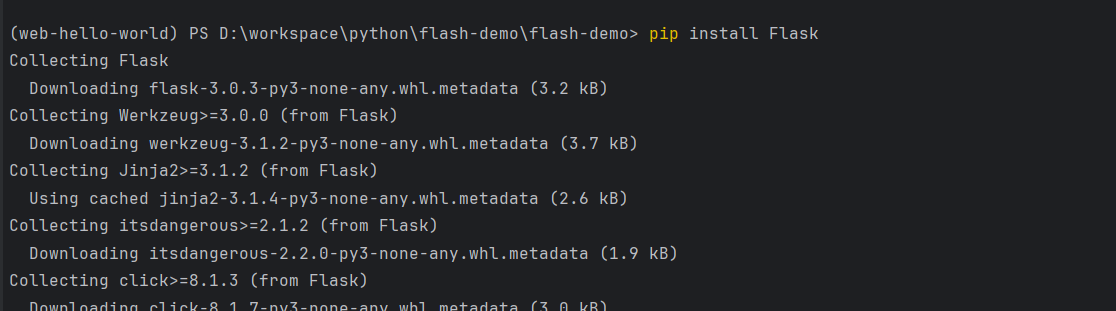 (web-hello-world) PS D:\workspace\python\flash-demo\flash-demo> pip install Flask
Collecting Flask
  Downloading flask-3.0.3-py3-none-any.whl.metadata (3.2 kB)
Collecting Werkzeug>=3.0.0 (from Flask)
  Downloading werkzeug-3.1.2-py3-none-any.whl.metadata (3.7 kB)
Collecting Jinja2>=3.1.2 (from Flask)
  Using cached jinja2-3.1.4-py3-none-any.whl.metadata (2.6 kB)
Collecting itsdangerous>=2.1.2 (from Flask)
  Downloading itsdangerous-2.2.0-py3-none-any.whl.metadata (1.9 kB)
Collecting click>=8.1.3 (from Flask)
  Downloading click-8.1.7-py3-none-any.whl.metadata (3.0 kB)